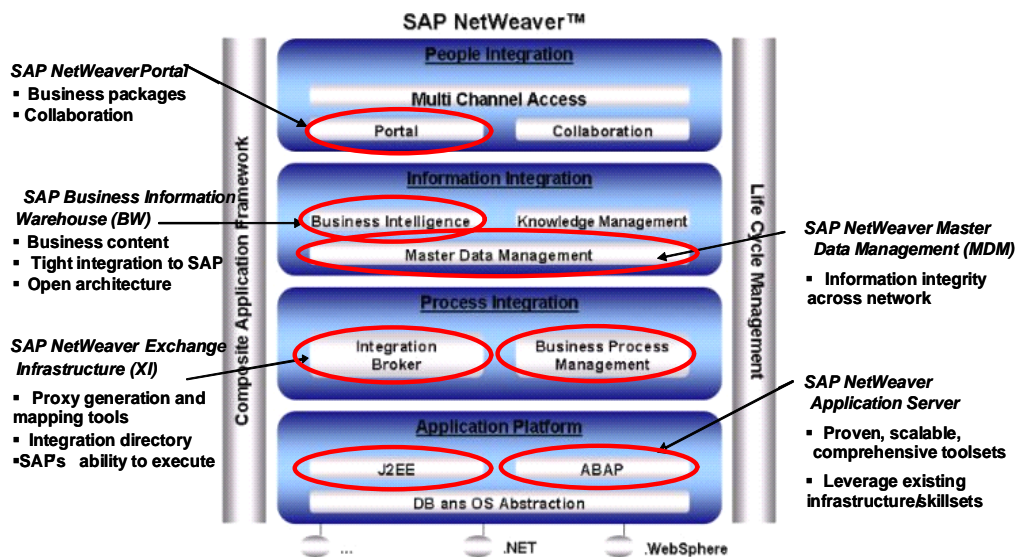 SAP NetWeaver™
People Integration
Multi Channel Access
Portal
Collaboration
Information Integration
Business Intelligence
Knowledge Management
Master Data Management
Process Integration
Integration
Broker
Business Process
Management
Application Platform
J2EE
ABAP
DB ans OS Abstraction
...
.NET
.WebSphere
Composite Application Framework
Life Cycle Management
SAP NetWeaver Portal
▪ Business packages
▪ Collaboration
SAP Business Information
Warehouse (BW)
▪ Business content
▪ Tight integration to SAP
▪ Open architecture
SAP NetWeaver Exchange
Infrastructure (XI)
▪ Proxy generation and
mapping tools
▪ Integration directory
▪SAP's ability to execute
SAP NetWeaver Master
Data Management (MDM)
▪ Information integrity
across network
SAP NetWeaver
Application Server
▪ Proven, scalable,
comprehensive toolsets
▪ Leverage existing
infrastructure/skillsets